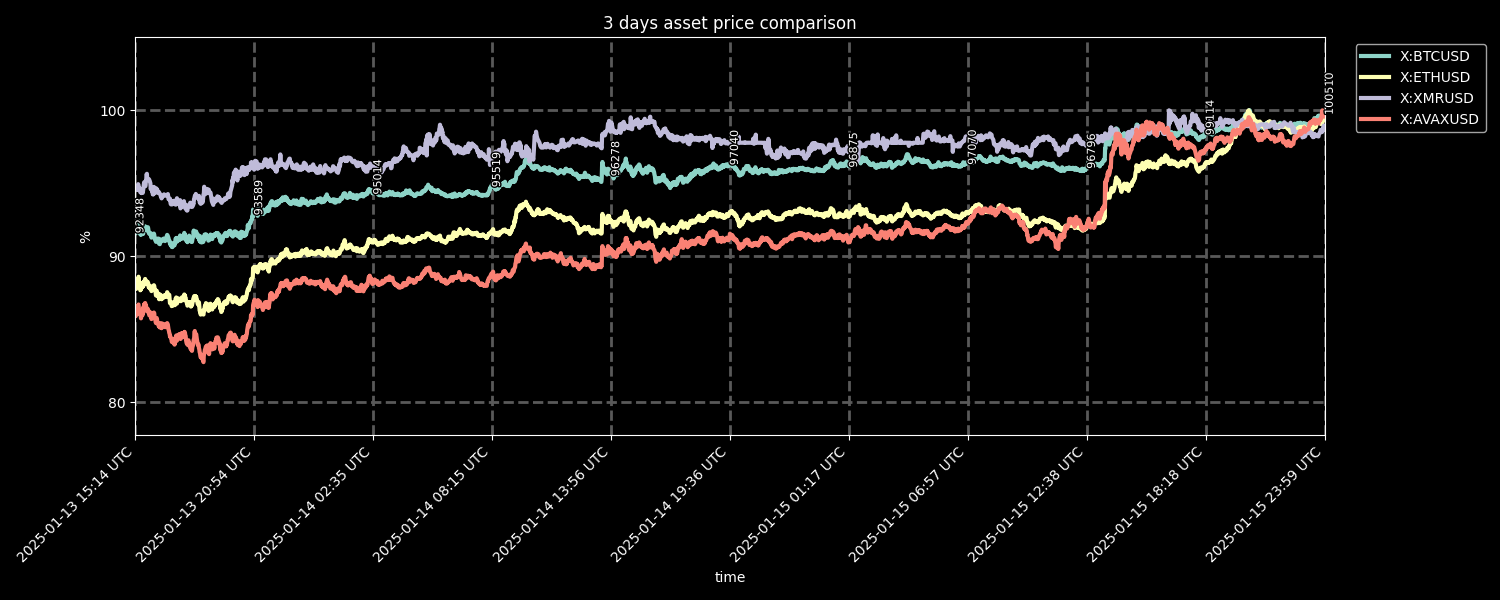 3 days asset price comparison
X:BTCUSD
X:ETHUSD
X:XMRUSD
X:AVAXUSD
100
90
80
%
92348
93589
95014
95519
96278
97040
96875
97070
96796
99114
100510
2025-01-13 15:14 UTC
2025-01-13 20:54 UTC
2025-01-14 02:35 UTC
2025-01-14 08:15 UTC
2025-01-14 13:56 UTC
2025-01-14 19:36 UTC
2025-01-15 01:17 UTC
2025-01-15 06:57 UTC
2025-01-15 12:38 UTC
2025-01-15 18:18 UTC
2025-01-15 23:59 UTC
time